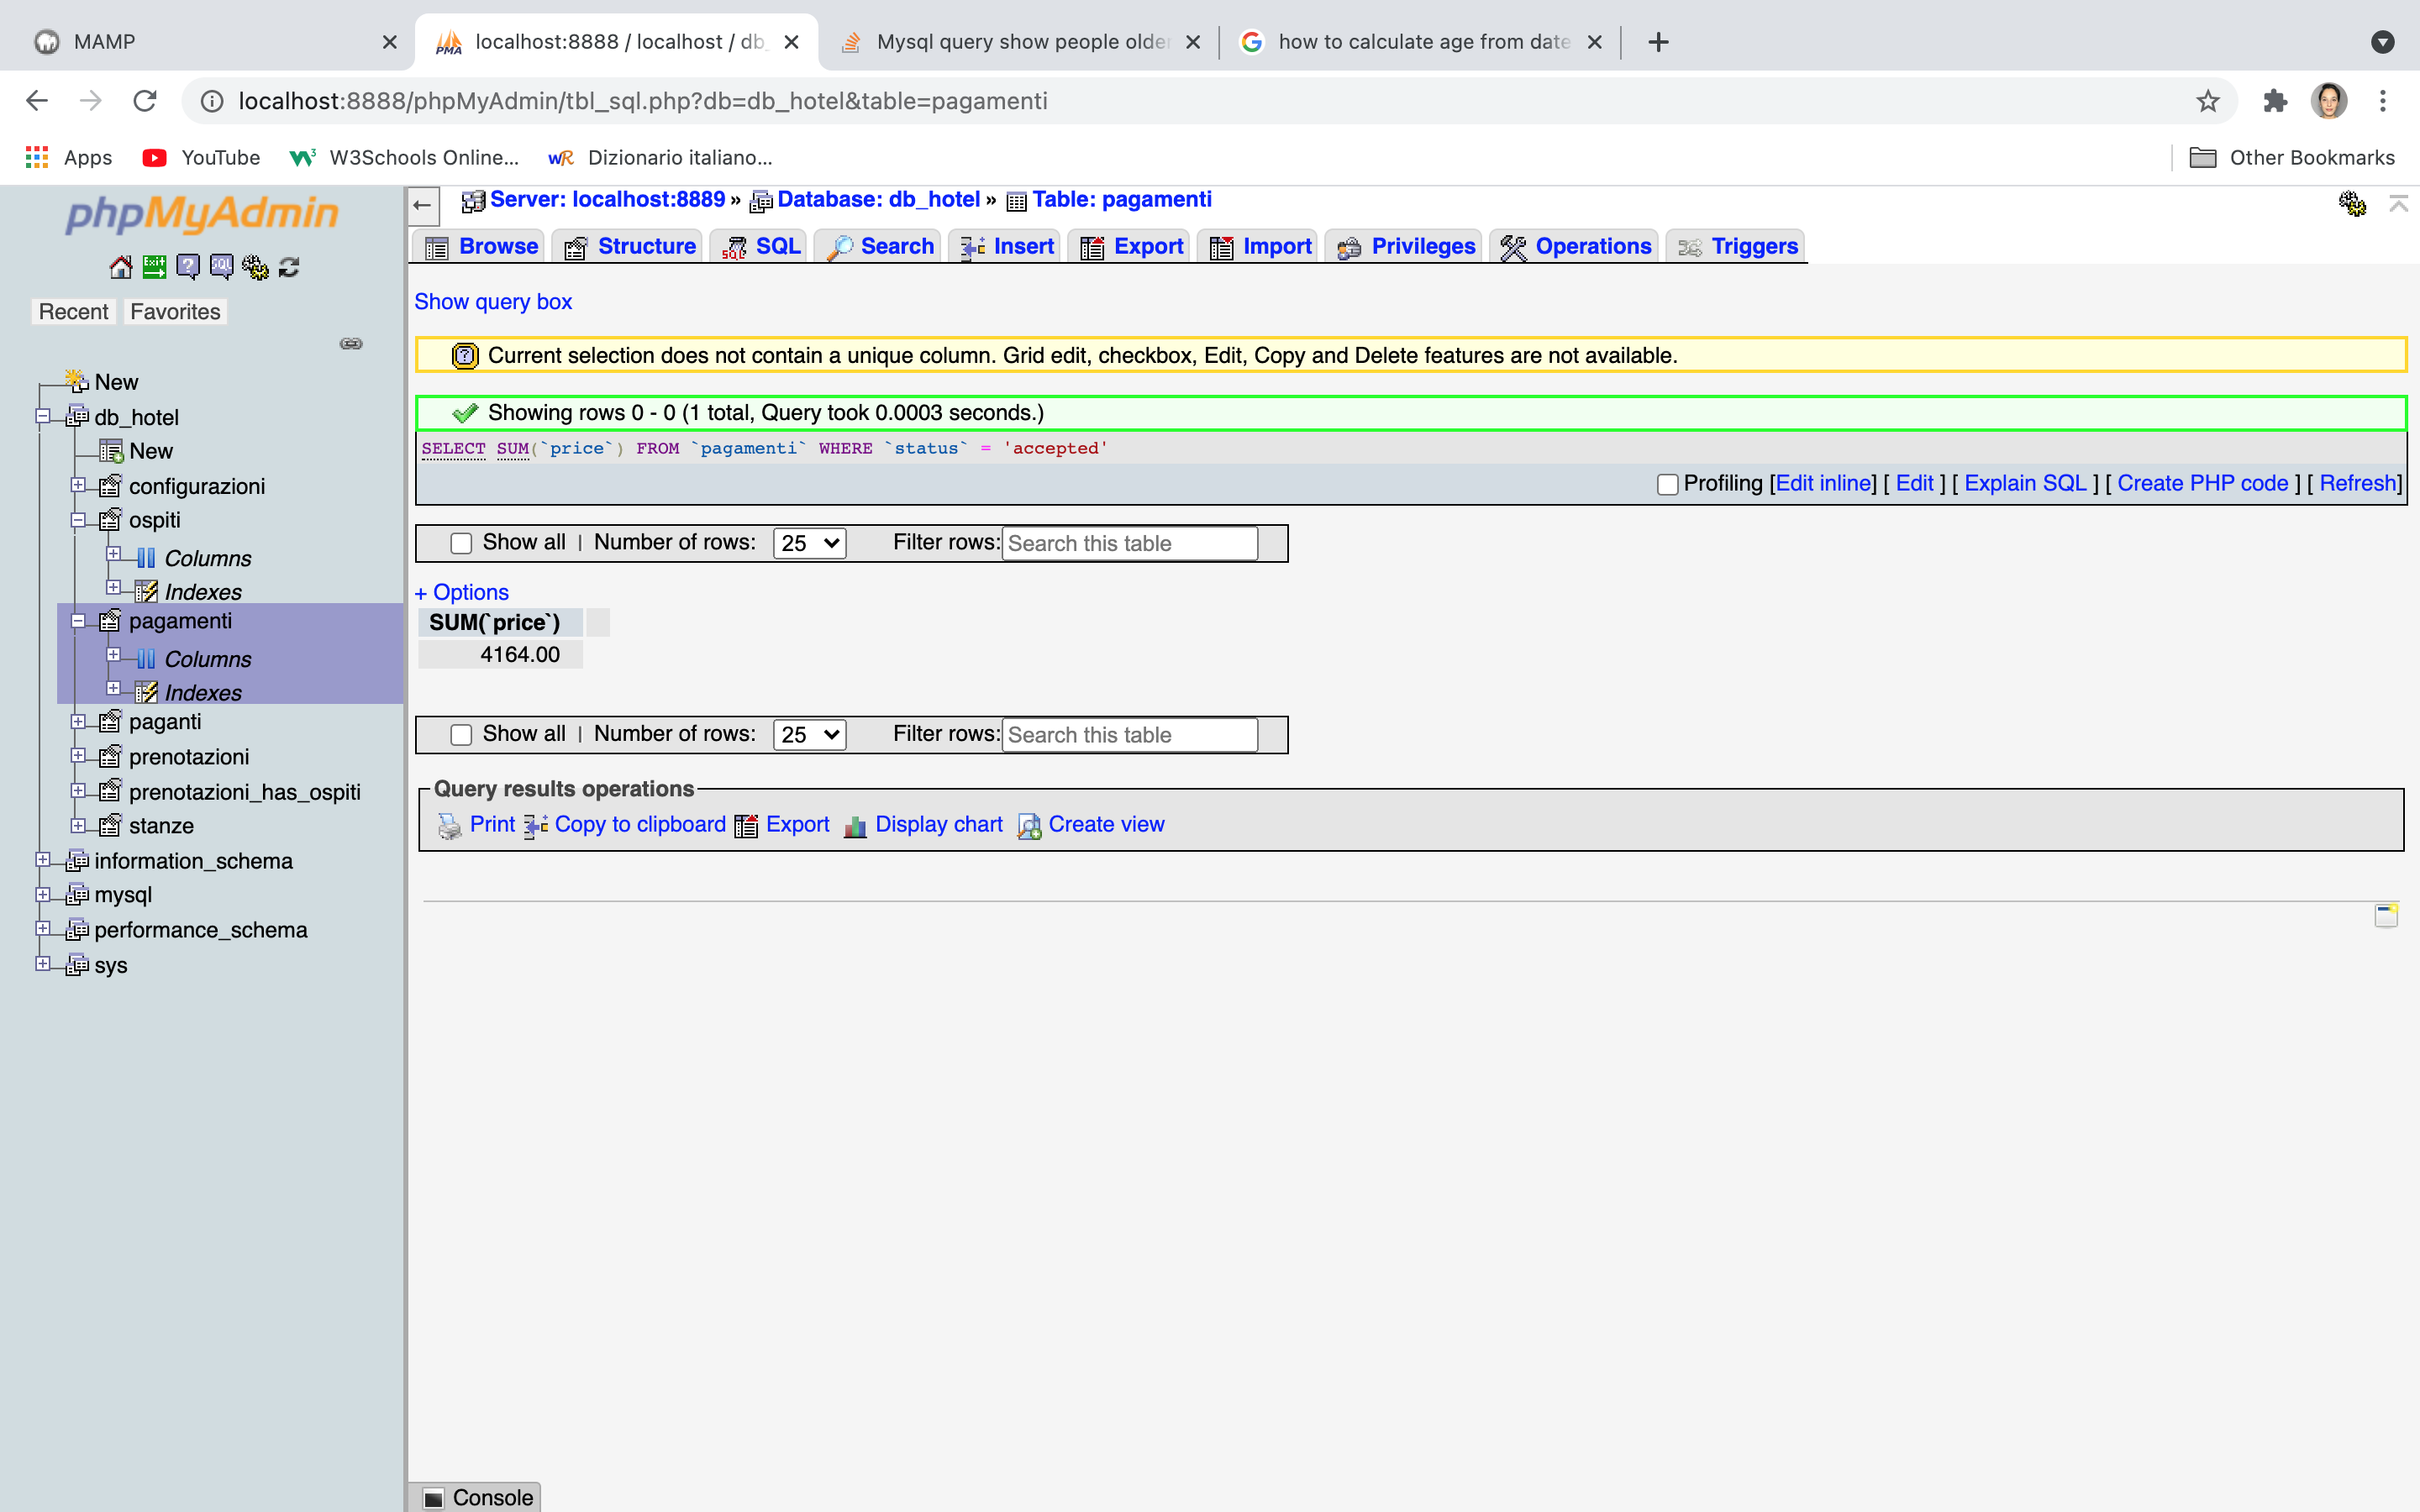 MAMP
PMA localhost:8888 / localhost / db_
Mysql query show people older
how to calculate age from date
localhost:8888/phpMyAdmin/tbl_sql.php?db=db_hotel&table=pagamenti
Apps YouTube W3Schools Online... Dizionario italiano... Other Bookmarks
phpMyAdmin
Recent Favorites
New
db_hotel
New
configurazioni
ospiti
Columns
Indexes
pagamenti
Columns
Indexes
paganti
prenotazioni
prenotazioni_has_ospiti
stanze
information_schema
mysql
performance_schema
sys
Server: localhost:8889 » Database: db_hotel » Table: pagamenti
Browse Structure SQL Search Insert Export Import Privileges Operations Triggers
Show query box
Current selection does not contain a unique column. Grid edit, checkbox, Edit, Copy and Delete features are not available.
Showing rows 0 - 0 (1 total, Query took 0.0003 seconds.)
SELECT SUM(`price`) FROM `pagamenti` WHERE `status` = 'accepted'
Profiling [Edit inline] [ Edit ] [ Explain SQL ] [ Create PHP code ] [ Refresh]
Show all | Number of rows: 25 Filter rows: Search this table
+ Options
SUM(`price`)
4164.00
Show all | Number of rows: 25 Filter rows: Search this table
Query results operations
Print Copy to clipboard Export Display chart Create view
Console